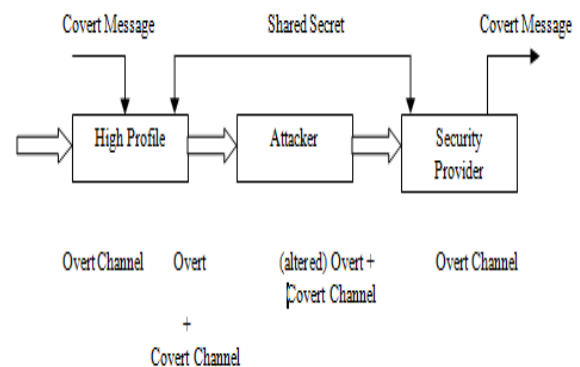 Covert Message
Shared Secret
Covert Message
High Profile
Attacker
Security
Provider
Overt Channel
Overt
+
Covert Channel
(altered) Overt +
Covert Channel
Overt Channel